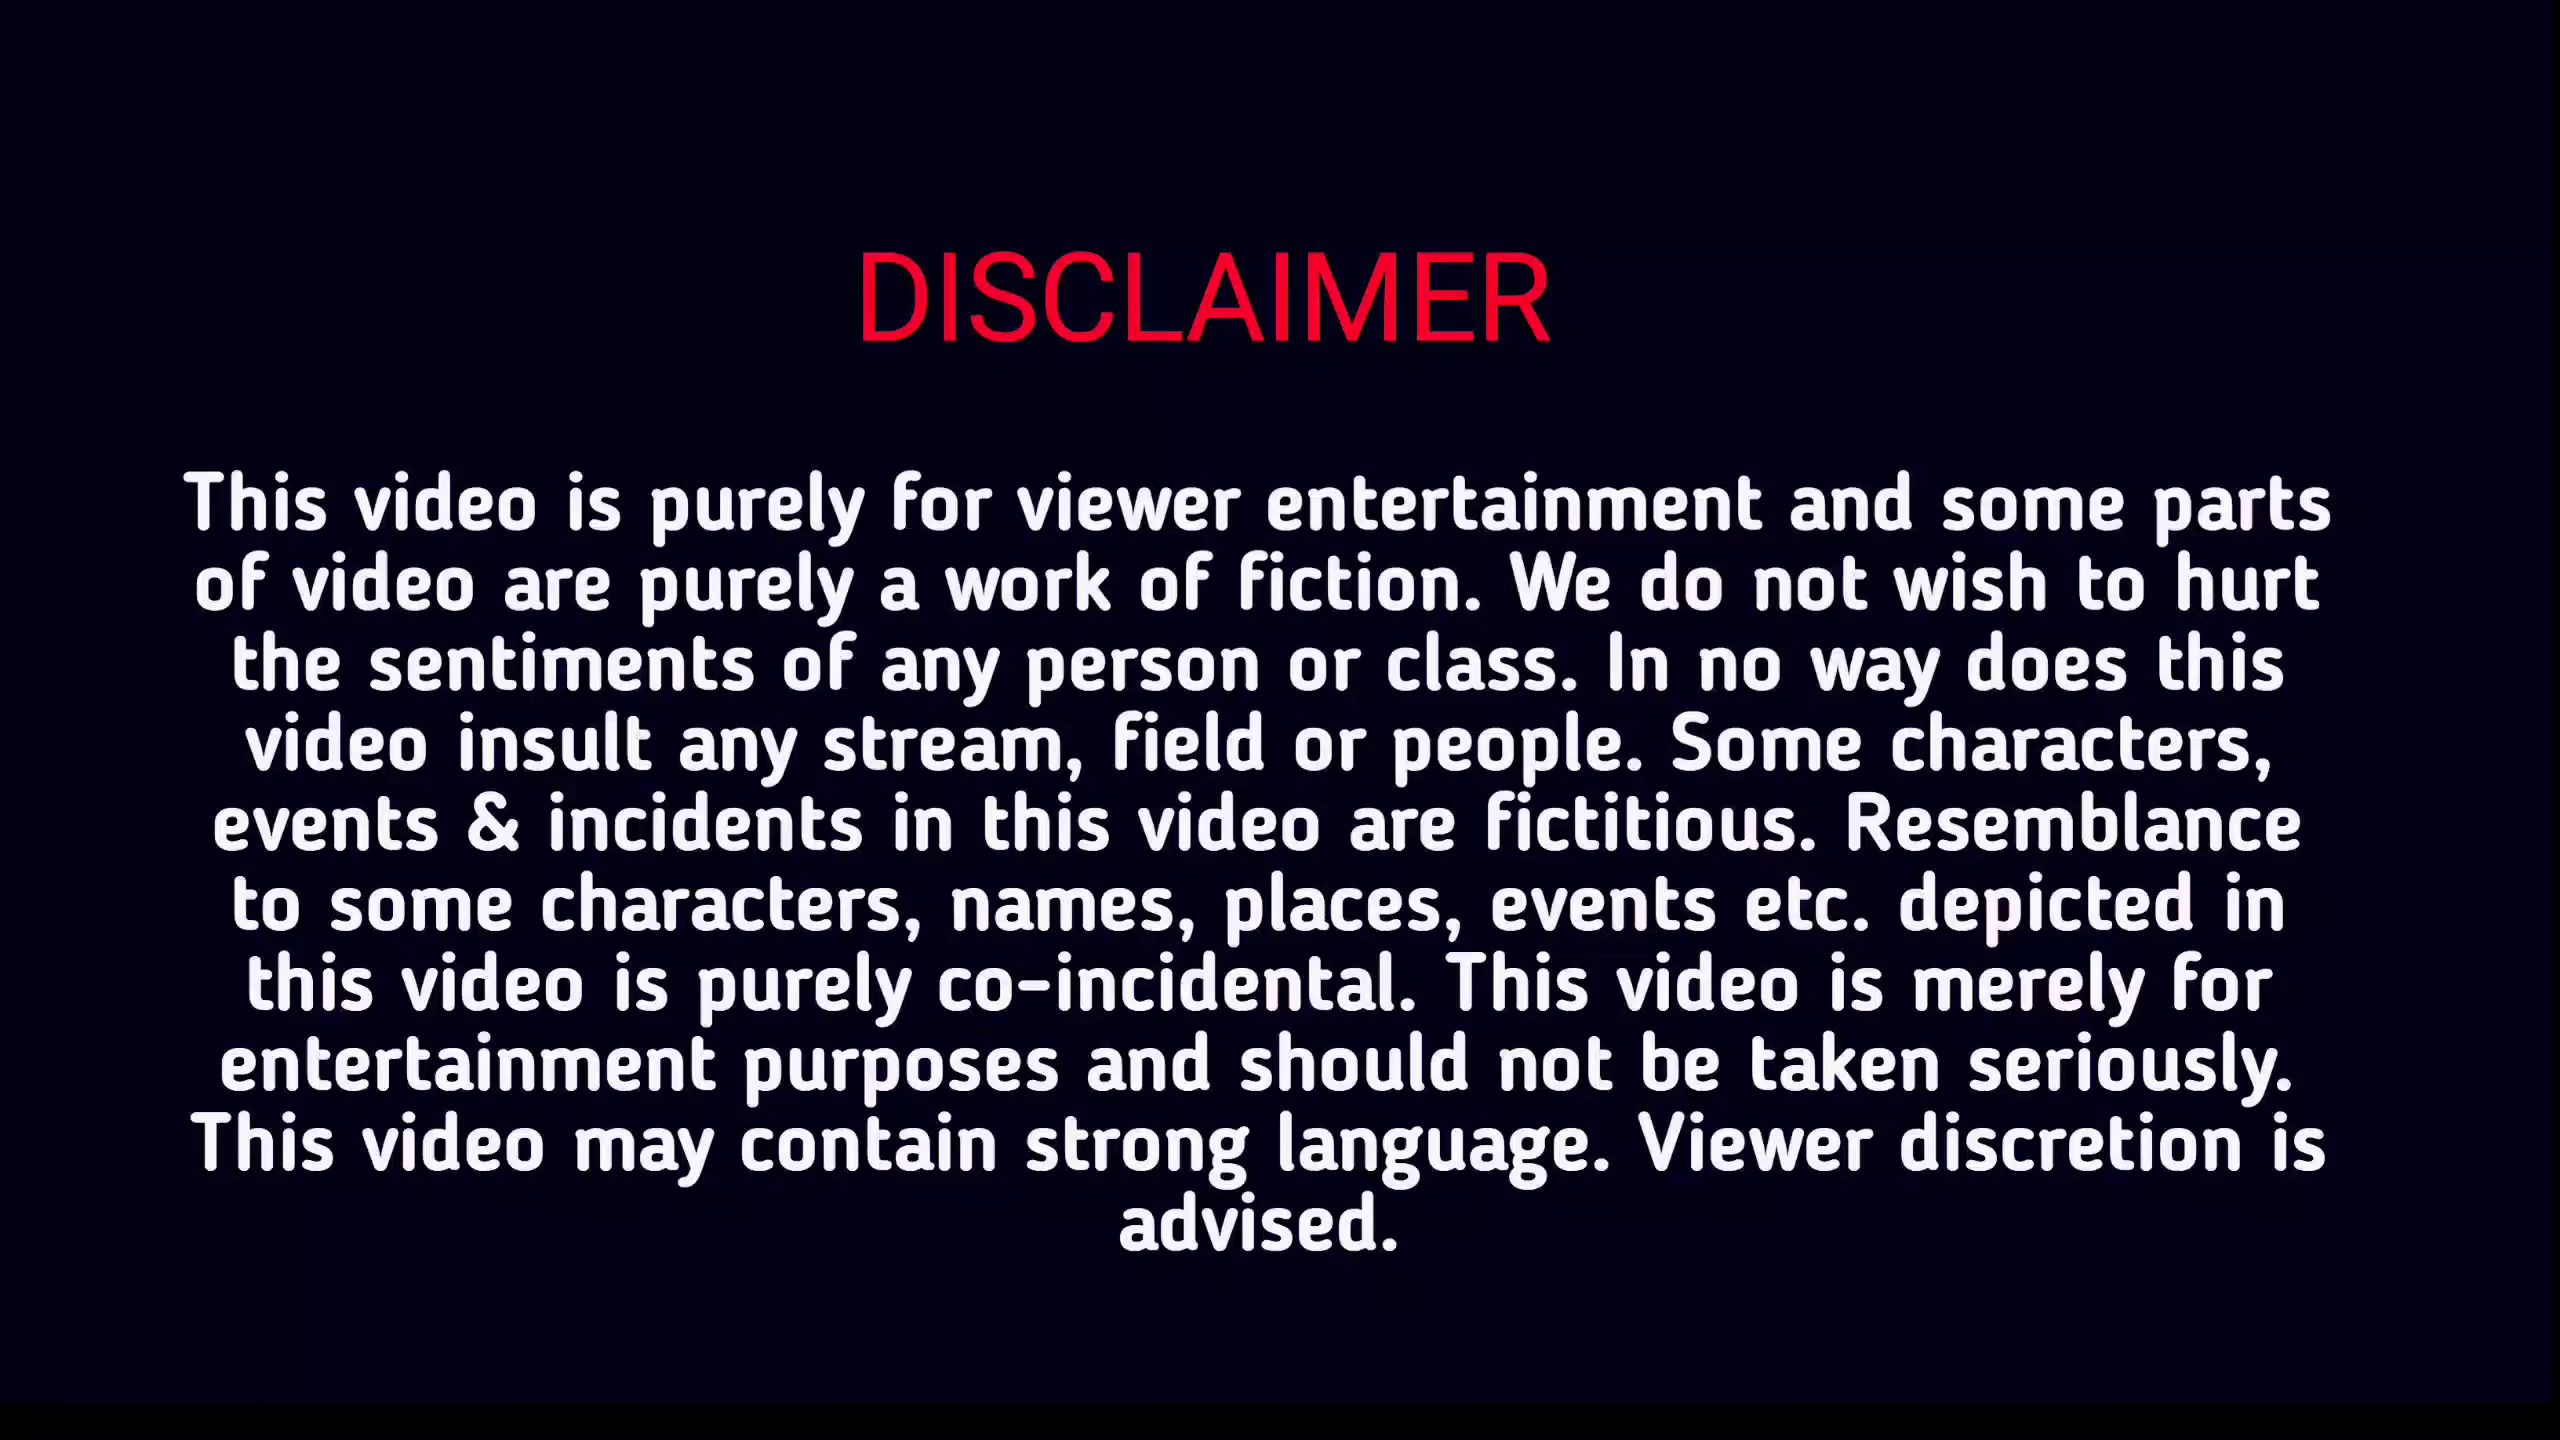 DISCLAIMER
This video is purely for viewer entertainment and some parts
of video are purely a work of fiction. We do not wish to hurt
the sentiments of any person or class. In no way does this
video insult any stream, field or people. Some characters,
events & incidents in this video are fictitious. Resemblance
to some characters, names, places, events etc. depicted in
this video is purely co-incidental. This video is merely for
entertainment purposes and should not be taken seriously.
This video may contain strong language. Viewer discretion is
advised.